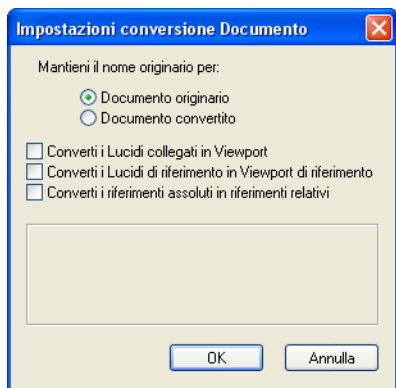 Impostazioni conversione Documento
Mantieni il nome originario per:
Documento originario
Documento convertito
Converti i Lucidi collegati in Viewport
Converti i Lucidi di riferimento in Viewport di riferimento
Converti i riferimenti assoluti in riferimenti relativi
OK Annulla